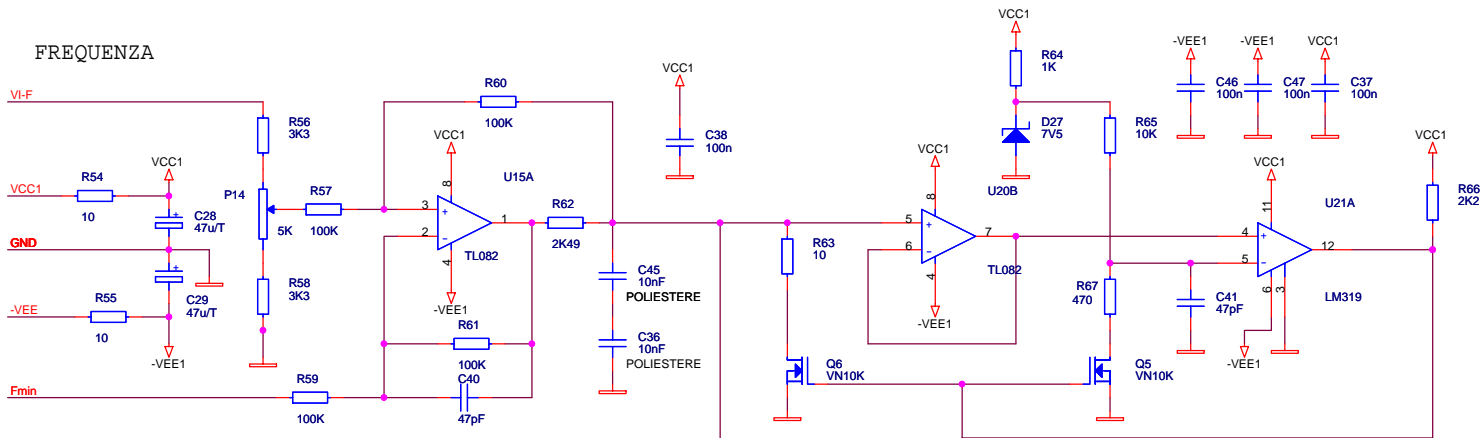 FREQUENZA
VI-F
R56
3K3
VCC1
R54
10
VCC1
P14
5K
R57
100K
C28
47u/T
GND
C29
47u/T
R58
3K3
-VEE
R55
10
-VEE1
Fmin
R59
100K
R60
100K
VCC1
8
3
+
2
-
1
4
U15A
TL082
-VEE1
R61
100K
C40
47pF
R62
2K49
VCC1
C38
100n
C45
10nF
POLIESTERE
C36
10nF
POLIESTERE
R63
10
Q6
VN10K
VCC1
8
5
+
6
-
7
4
U20B
TL082
-VEE1
VCC1
R64
1K
D27
7V5
R65
10K
R67
470
Q5
VN10K
C41
47pF
-VEE1
C46
100n
-VEE1
C47
100n
VCC1
C37
100n
VCC1
11
4
+
5
-
12
6
3
U21A
LM319
-VEE1
VCC1
R66
2K2